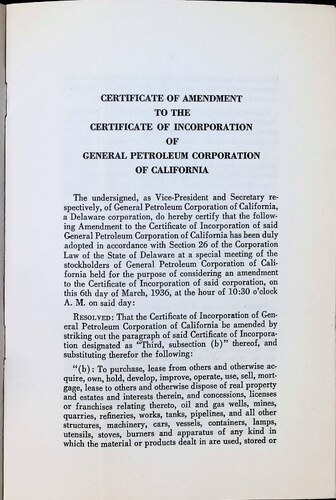 CERTIFICATE OF AMENDMENT
TO THE
CERTIFICATE OF INCORPORATION
OF
GENERAL PETROLEUM CORPORATION
OF CALIFORNIA
The undersigned, as Vice-President and Secretary re-
spectively, of General Petroleum Corporation of California,
a Delaware corporation, do hereby certify that the follow-
ing Amendment to the Certificate of Incorporation of said
General Petroleum Corporation of California has been duly
adopted in accordance with Section 26 of the Corporation
Law of the State of Delaware at a special meeting of the
stockholders of General Petroleum Corporation of Cali-
fornia held for the purpose of considering an amendment
to the Certificate of Incorporation of said corporation, on
this 6th day of March, 1936, at the hour of 10:30 o'clock
A. M. on said day:
RESOLVED: That the Certificate of Incorporation of Gen-
eral Petroleum Corporation of California be amended by
striking out the paragraph of said Certificate of Incorpora-
tion designated as "Third, subsection (b)" thereof, and
substituting therefor the following:
"(b): To purchase, lease from others and otherwise ac-
quire, own, hold, develop, improve, operate, use, sell, mort-
gage, lease to others and otherwise dispose of real property
and estates and interests therein, and concessions, licenses
or franchises relating thereto, oil and gas wells, mines,
quarries, refineries, works, tanks, pipelines, and all other
structures, machinery, cars, vessels, containers, lamps,
utensils, stoves, burners and apparatus of any kind in
which the material or products dealt in are used, stored or